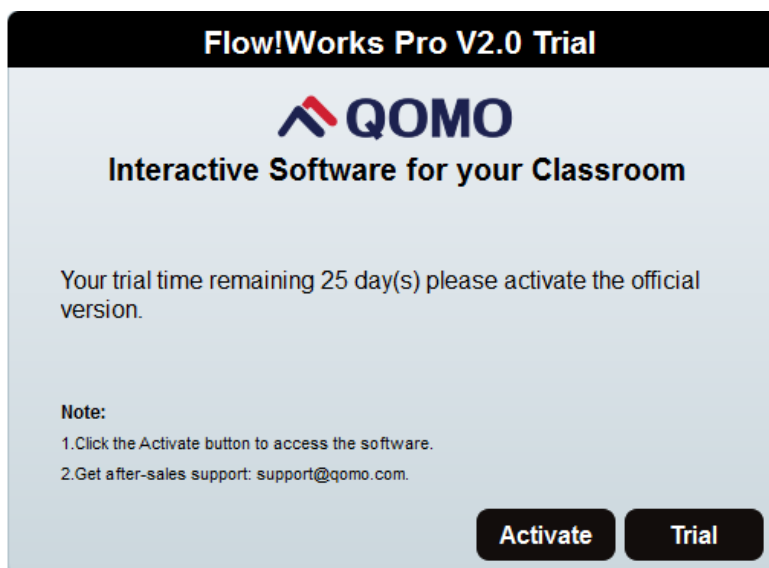 Flow!Works Pro V2.0 Trial
QOMO
Interactive Software for your Classroom
Your trial time remaining 25 day(s) please activate the official
version.
Note:
1.Click the Activate button to access the software.
2.Get after-sales support: support@qomo.com.
Activate Trial